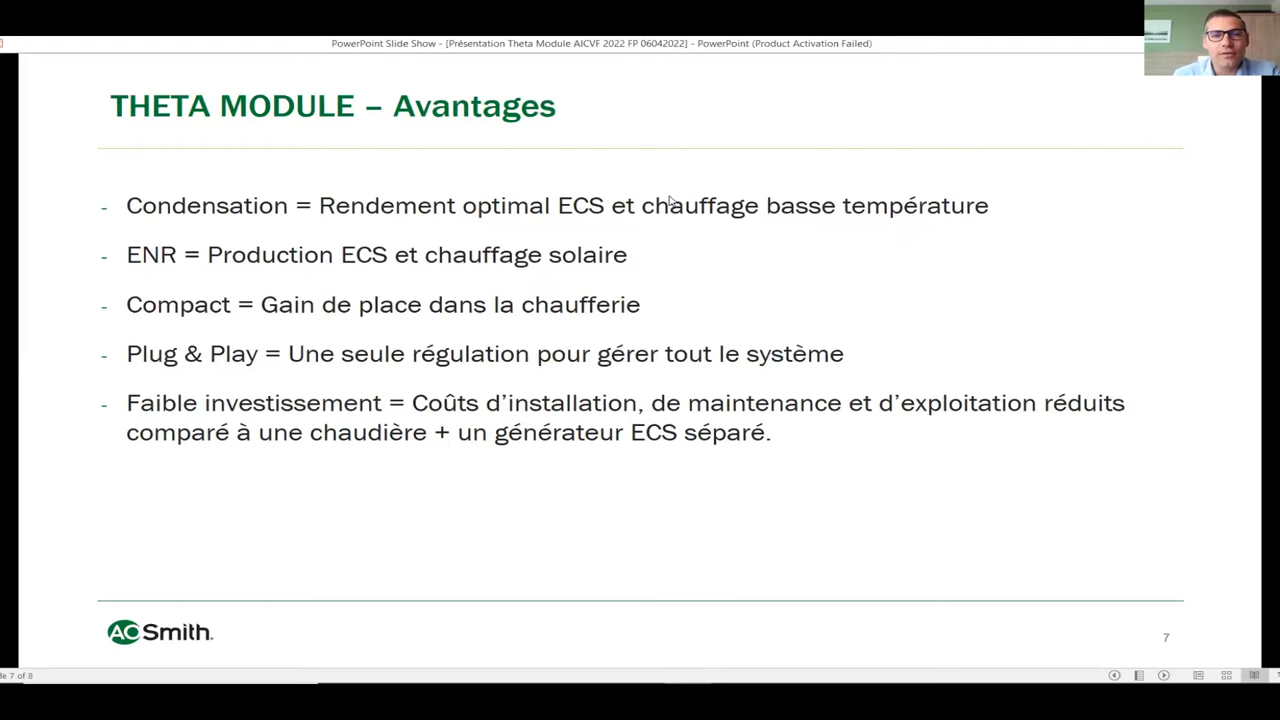 PowerPoint Slide Show - [Présentation Theta Module AICVF 2022 FP 06042022] - PowerPoint (Product Activation Failed)
THETA MODULE – Avantages
- Condensation = Rendement optimal ECS et chauffage basse température
- ENR = Production ECS et chauffage solaire
- Compact = Gain de place dans la chaufferie
- Plug & Play = Une seule régulation pour gérer tout le système
- Faible investissement = Coûts d’installation, de maintenance et d’exploitation réduits
comparé à une chaudière + un générateur ECS séparé.
AO Smith.
7
de 7 of 8